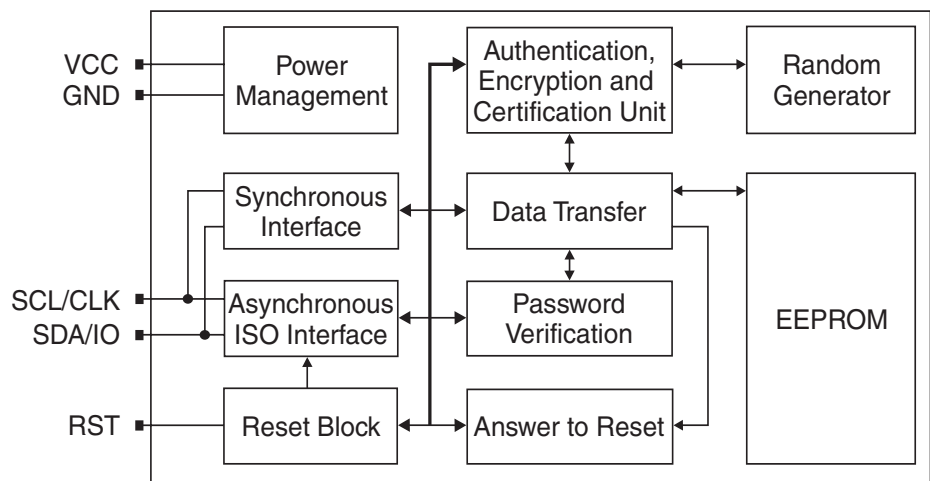 VCC
GND
Power
Management
Authentication,
Encryption and
Certification Unit
Random
Generator
Synchronous
Interface
Data Transfer
SCL/CLK
SDA/IO
Asynchronous
ISO Interface
Password
Verification
EEPROM
RST
Reset Block
Answer to Reset